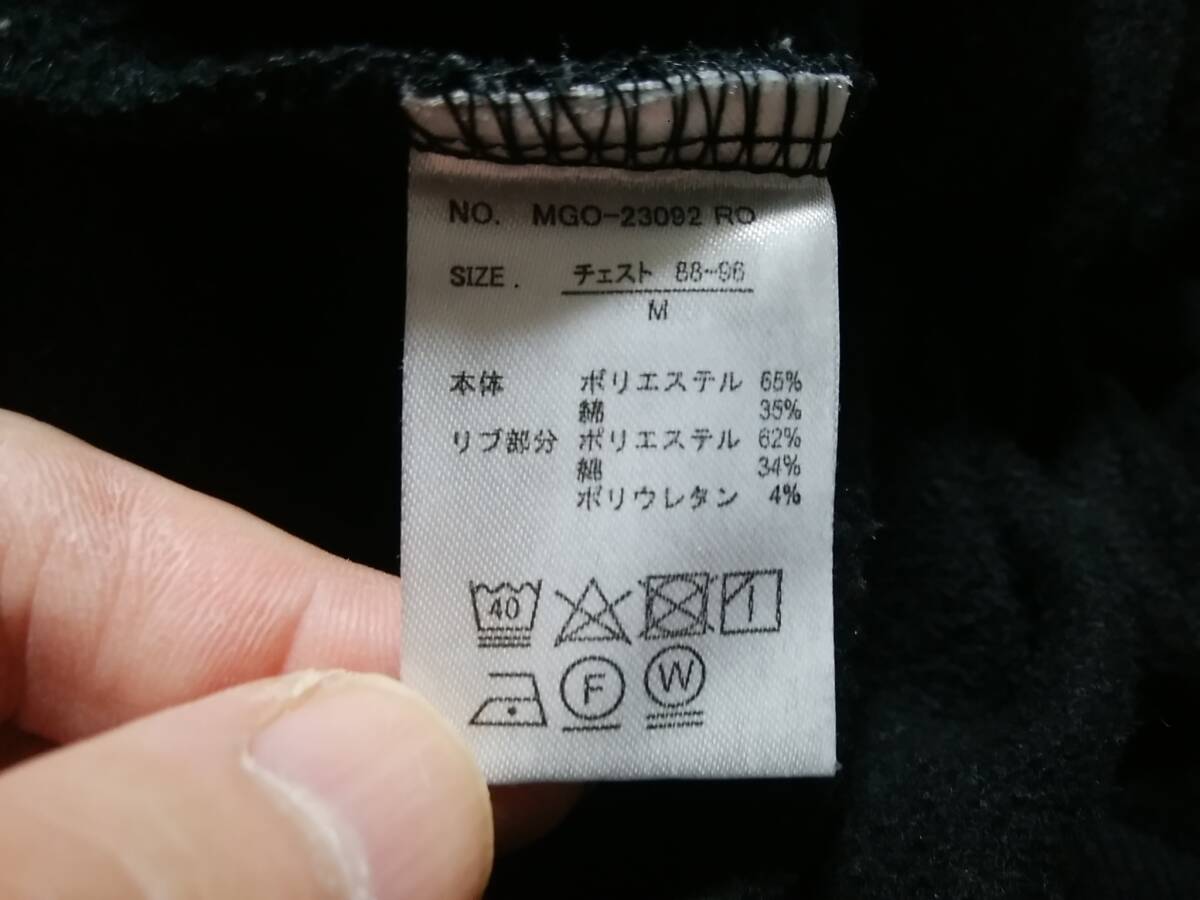 NO. MGO-23092 RO
SIZE. チェスト 88~96
M
本体 ポリエステル 65%
綿 35%
リブ部分 ポリエステル 62%
綿 34%
ポリウレタン 4%
40
F W